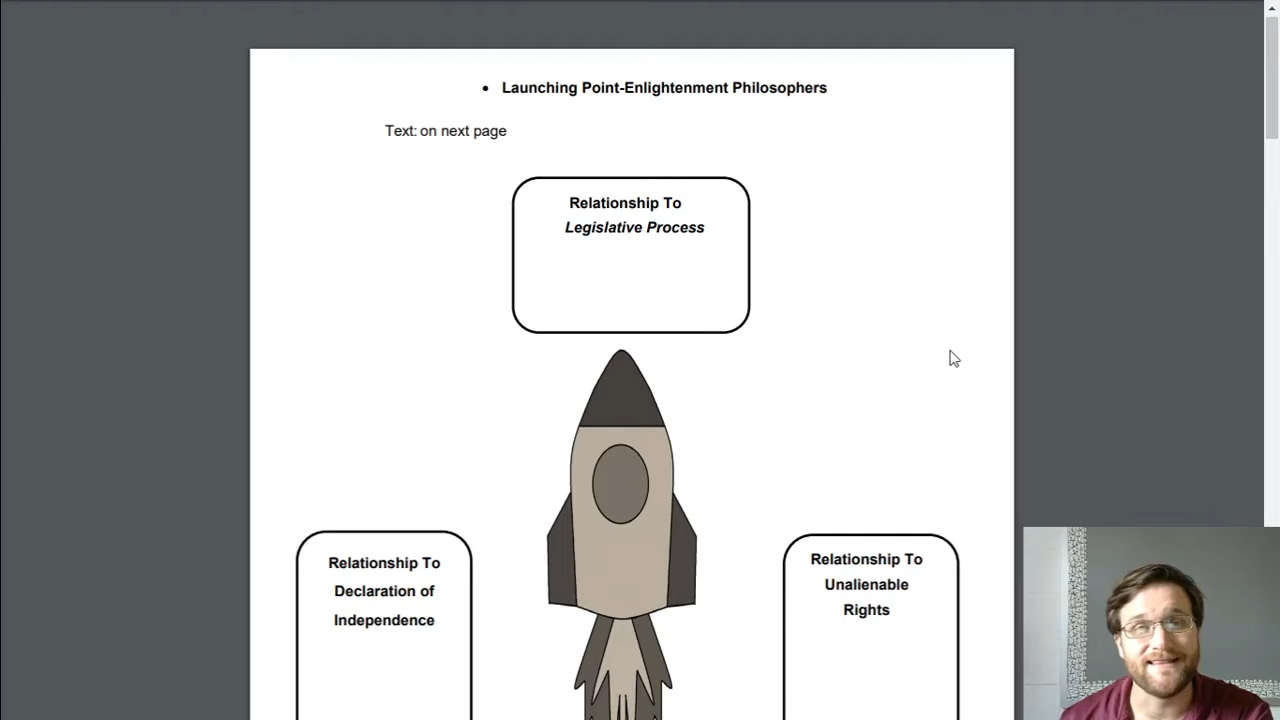 Launching Point-Enlightenment Philosophers
Text: on next page
Relationship To
Legislative Process
Relationship To
Declaration of
Independence
Relationship To
Unalienable
Rights